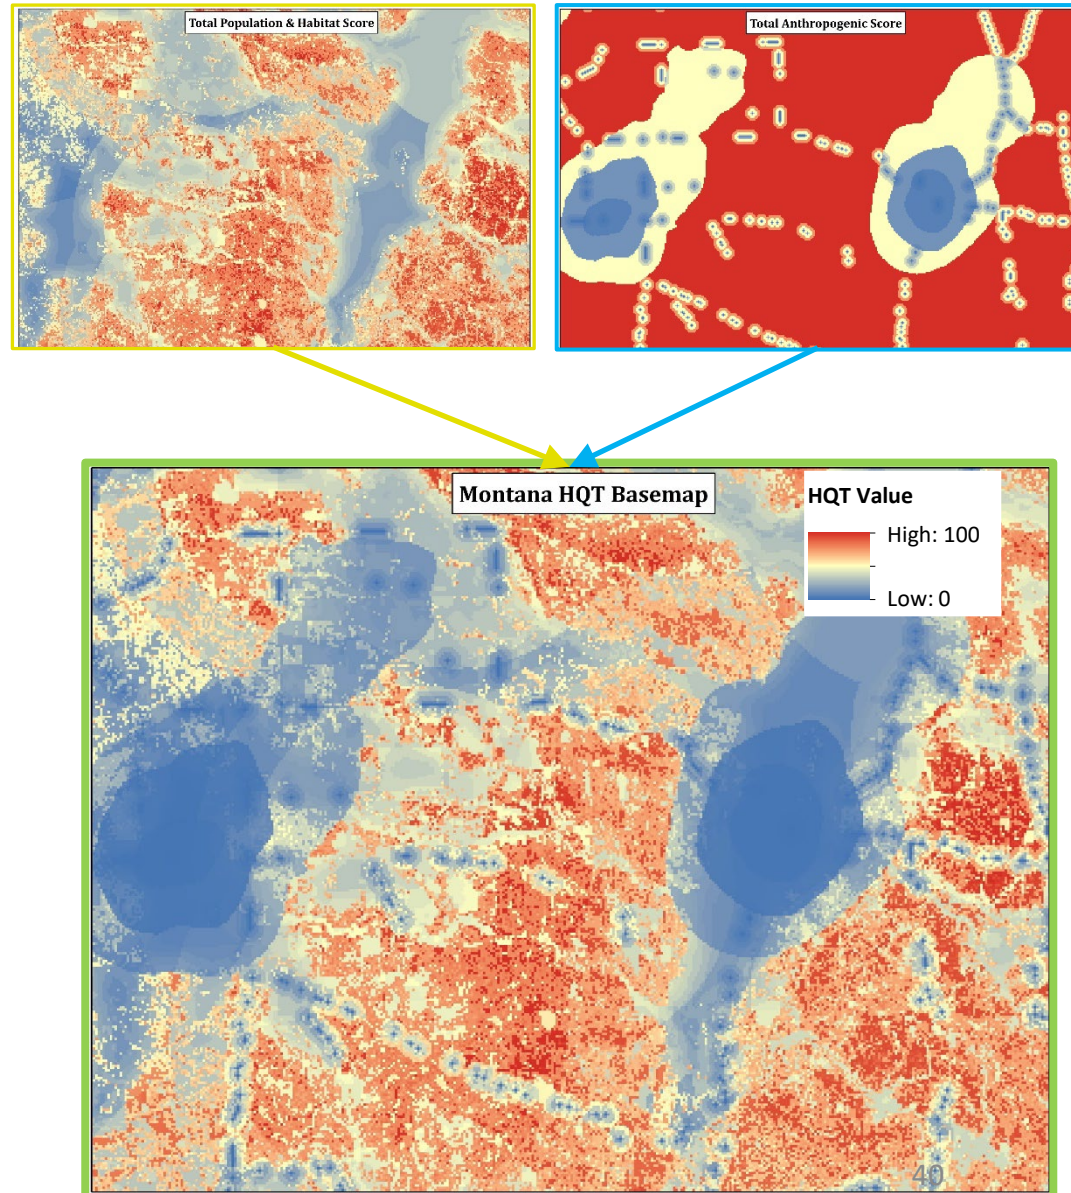 Total Population & Habitat Score
Total Anthropogenic Score
Montana HQT Basemap
HQT Value
High: 100
Low: 0
40